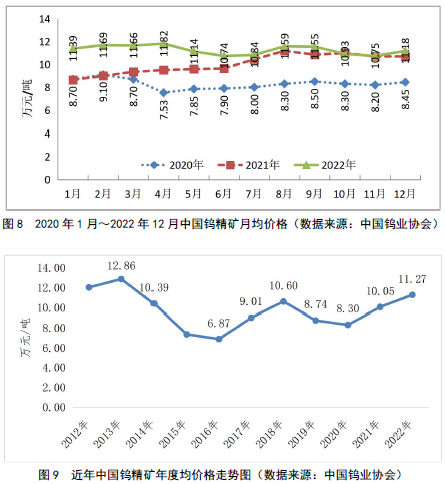 万元/吨
12
10
8
6
4
2
0
11.39 11.69 11.66 11.82 11.14 10.74 10.84 11.59 11.55 10.93 10.75 11.18
8.70 9.10 8.70 7.53 7.85 7.90 8.00 8.30 8.50 8.30 8.20 8.45
2020年 2021年 2022年
1月 2月 3月 4月 5月 6月 7月 8月 9月 10月 11月 12月
图 8 2020 年 1 月～2022 年 12 月中国钨精矿月均价格（数据来源：中国钨业协会）
万元/吨
14.00
12.00
10.00
8.00
6.00
4.00
2.00
0.00
12.86 10.39 6.87 9.01 10.60 8.74 8.30 10.05 11.27
2012年 2013年 2014年 2015年 2016年 2017年 2018年 2019年 2020年 2021年 2022年
图 9 近年中国钨精矿年度均价格走势图（数据来源：中国钨业协会）